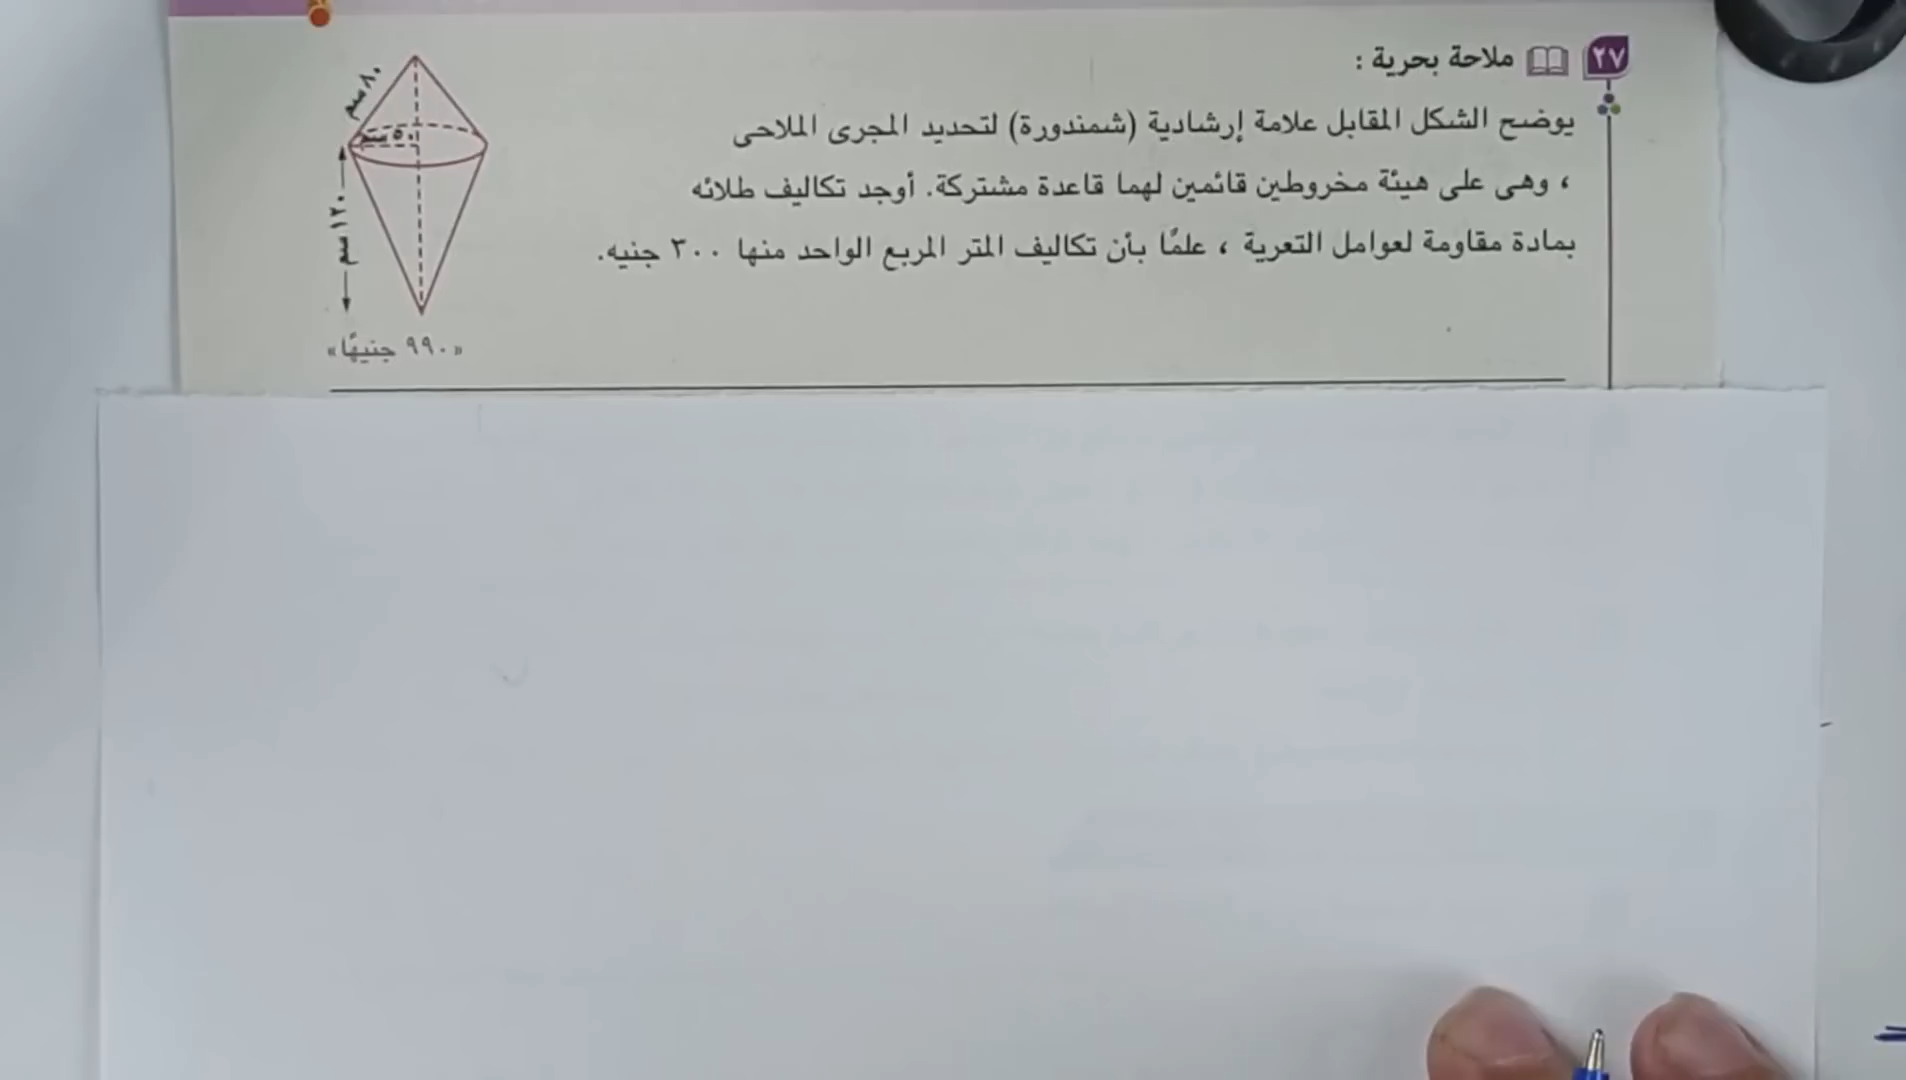 ٢٧ ملاحة بحرية :
يوضح الشكل المقابل علامة إرشادية (شمندورة) لتحديد المجرى الملاحى
، وهى على هيئة مخروطين قائمين لهما قاعدة مشتركة. أوجد تكاليف طلائه
بمادة مقاومة لعوامل التعرية ، علمًا بأن تكاليف المتر المربع الواحد منها ٣٠٠ جنيه.
٨٠ سم
٥٠ سم
١٢٠ سم
«٩٩٠ جنيهًا»